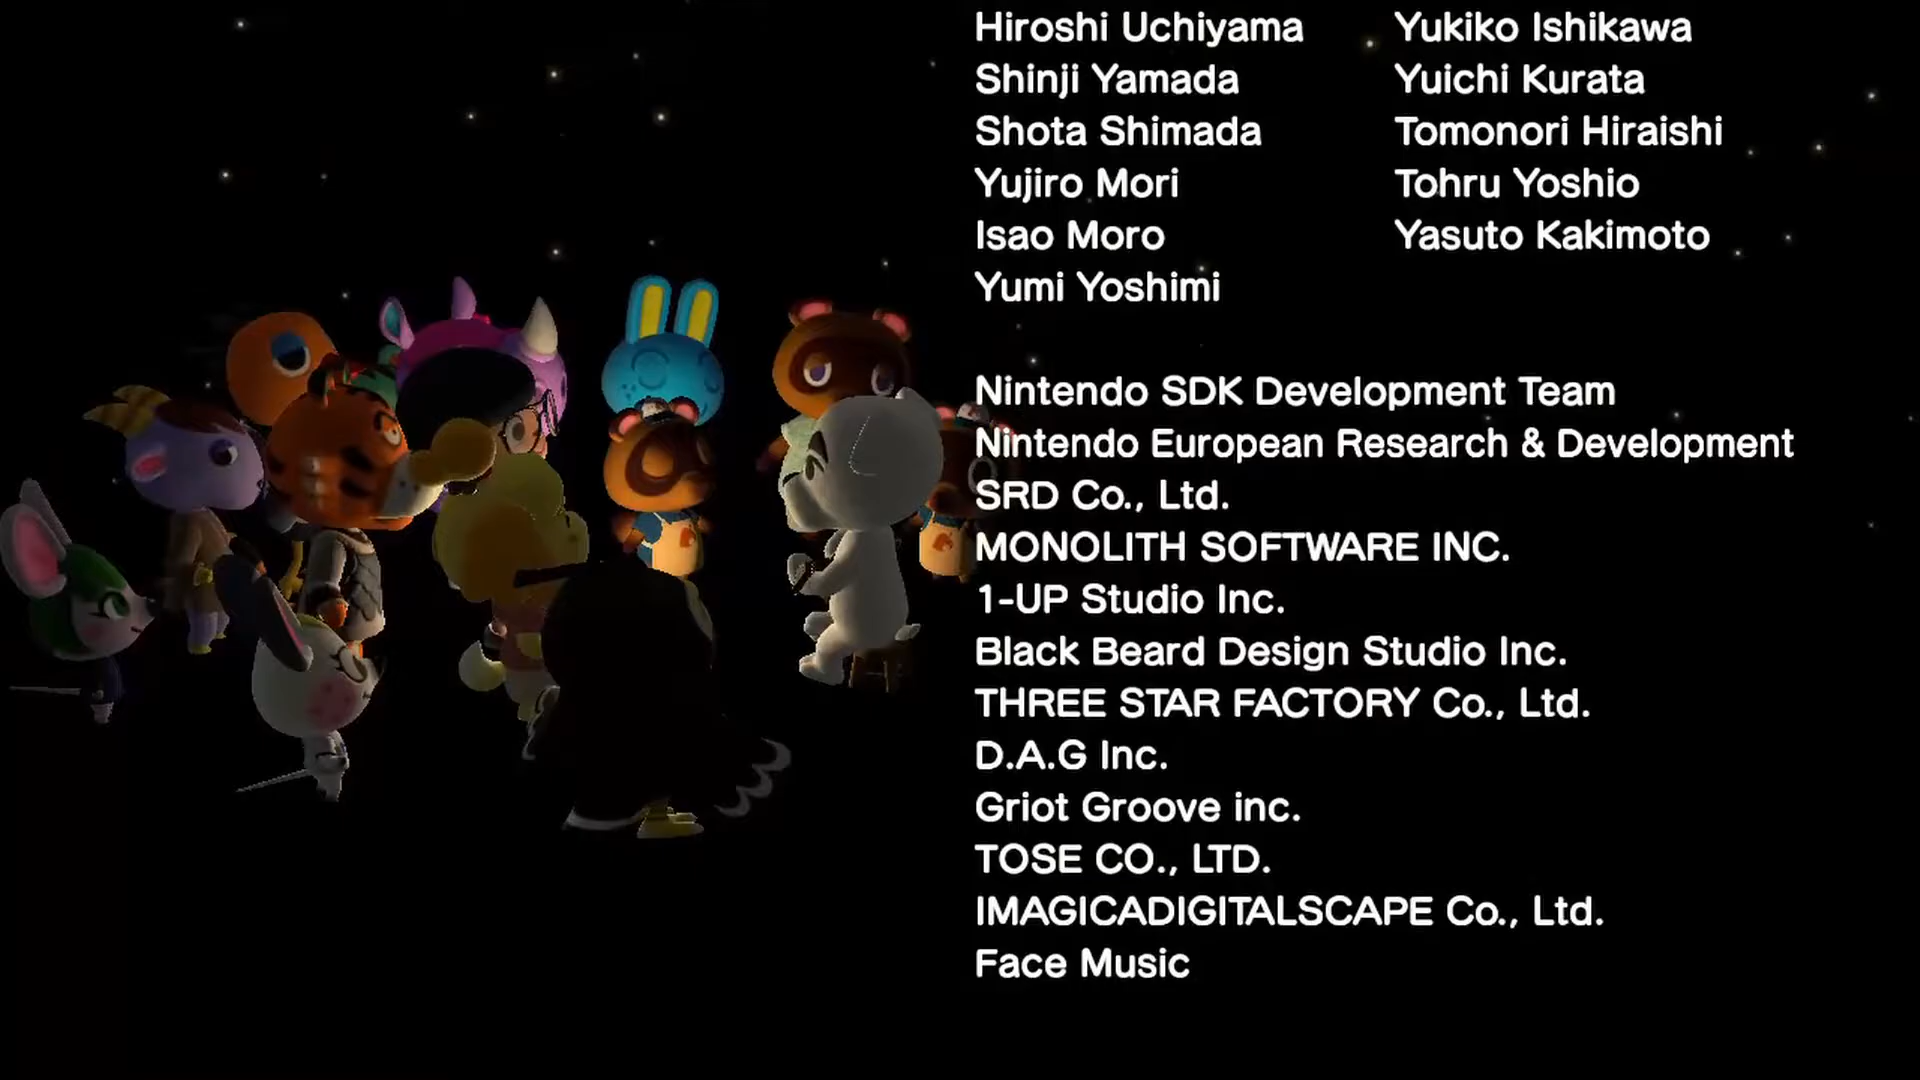 Hiroshi Uchiyama Yukiko Ishikawa
Shinji Yamada Yuichi Kurata
Shota Shimada Tomonori Hiraishi
Yujiro Mori Tohru Yoshio
Isao Moro Yasuto Kakimoto
Yumi Yoshimi
Nintendo SDK Development Team
Nintendo European Research & Development
SRD Co., Ltd.
MONOLITH SOFTWARE INC.
1-UP Studio Inc.
Black Beard Design Studio Inc.
THREE STAR FACTORY Co., Ltd.
D.A.G Inc.
Griot Groove inc.
TOSE CO., LTD.
IMAGICADIGITALSCAPE Co., Ltd.
Face Music